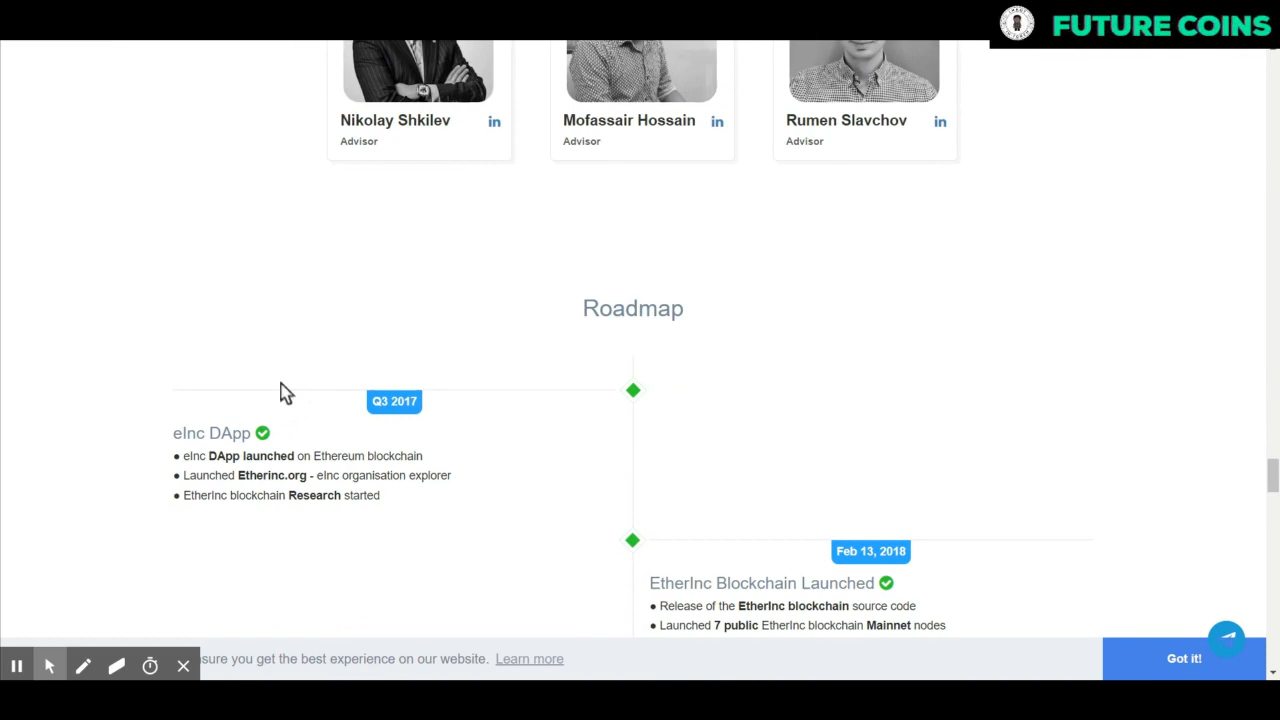 FUTURE COINS
Nikolay Shkilev in
Advisor
Mofassair Hossain in
Advisor
Rumen Slavchov in
Advisor
Roadmap
Q3 2017
eInc DApp
● eInc DApp launched on Ethereum blockchain
● Launched Etherinc.org - eInc organisation explorer
● EtherInc blockchain Research started
Feb 13, 2018
EtherInc Blockchain Launched
● Release of the EtherInc blockchain source code
● Launched 7 public EtherInc blockchain Mainnet nodes
sure you get the best experience on our website. Learn more
Got it!